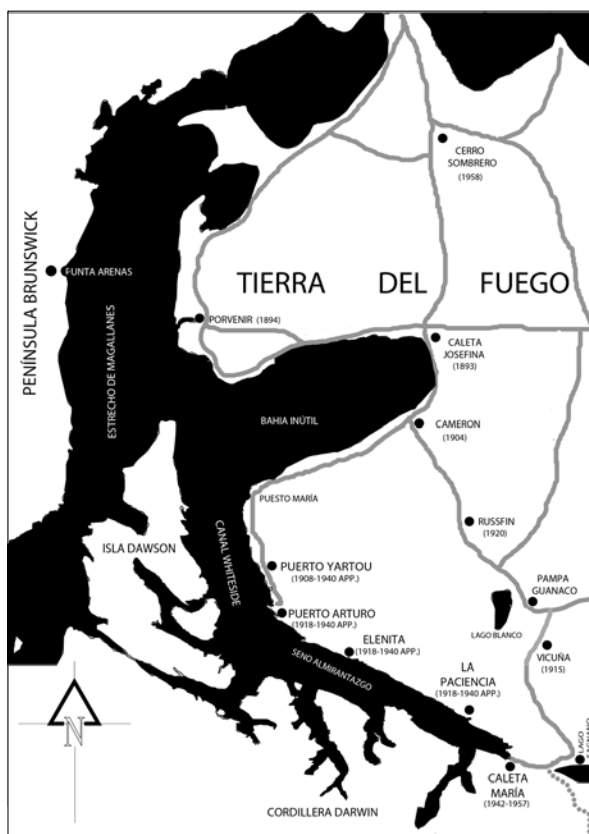 CERRO
SOMBRERO
(1958)
PENÍNSULA BRUNSWICK
PUNTA ARENAS
TIERRA DEL FUEGO
ESTRECHO DE MAGALLANES
PORVENIR (1894)
CALETA
JOSEFINA
(1893)
BAHIA INÚTIL
CAMERON
(1904)
PUESTO MARÍA
RUSSFIN
(1920)
CANAL WHITESIDE
ISLA DAWSON
PUERTO YARTOU
(1908-1940 APP.)
PAMPA
GUANACO
PUERTO ARTURO
(1918-1940 APP.)
LAGO BLANCO
ELENITA
(1918-1940 APP.)
VICUÑA
(1915)
SENO ALMIRANTAZGO
LA
PACIENCIA
(1918-1940 APP.)
N
LAGO
CALETA
MARÍA
(1942-1957)
CORDILLERA DARWIN